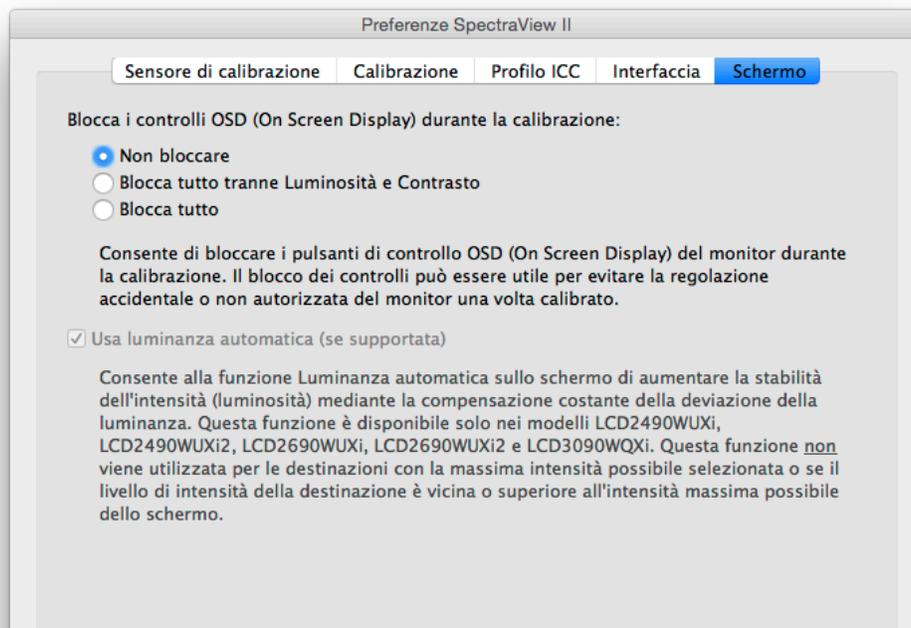 Preferenze SpectraView II
Sensore di calibrazione
Calibrazione
Profilo ICC
Interfaccia
Schermo
Blocca i controlli OSD (On Screen Display) durante la calibrazione:
Non bloccare
Blocca tutto tranne Luminosità e Contrasto
Blocca tutto
Consente di bloccare i pulsanti di controllo OSD (On Screen Display) del monitor durante
la calibrazione. Il blocco dei controlli può essere utile per evitare la regolazione
accidentale o non autorizzata del monitor una volta calibrato.
Usa luminanza automatica (se supportata)
Consente alla funzione Luminanza automatica sullo schermo di aumentare la stabilità
dell'intensità (luminosità) mediante la compensazione costante della deviazione della
luminanza. Questa funzione è disponibile solo nei modelli LCD2490WUXi,
LCD2490WUXi2, LCD2690WUXi, LCD2690WUXi2 e LCD3090WQXi. Questa funzione non
viene utilizzata per le destinazioni con la massima intensità possibile selezionata o se il
livello di intensità della destinazione è vicina o superiore all'intensità massima possibile
dello schermo.